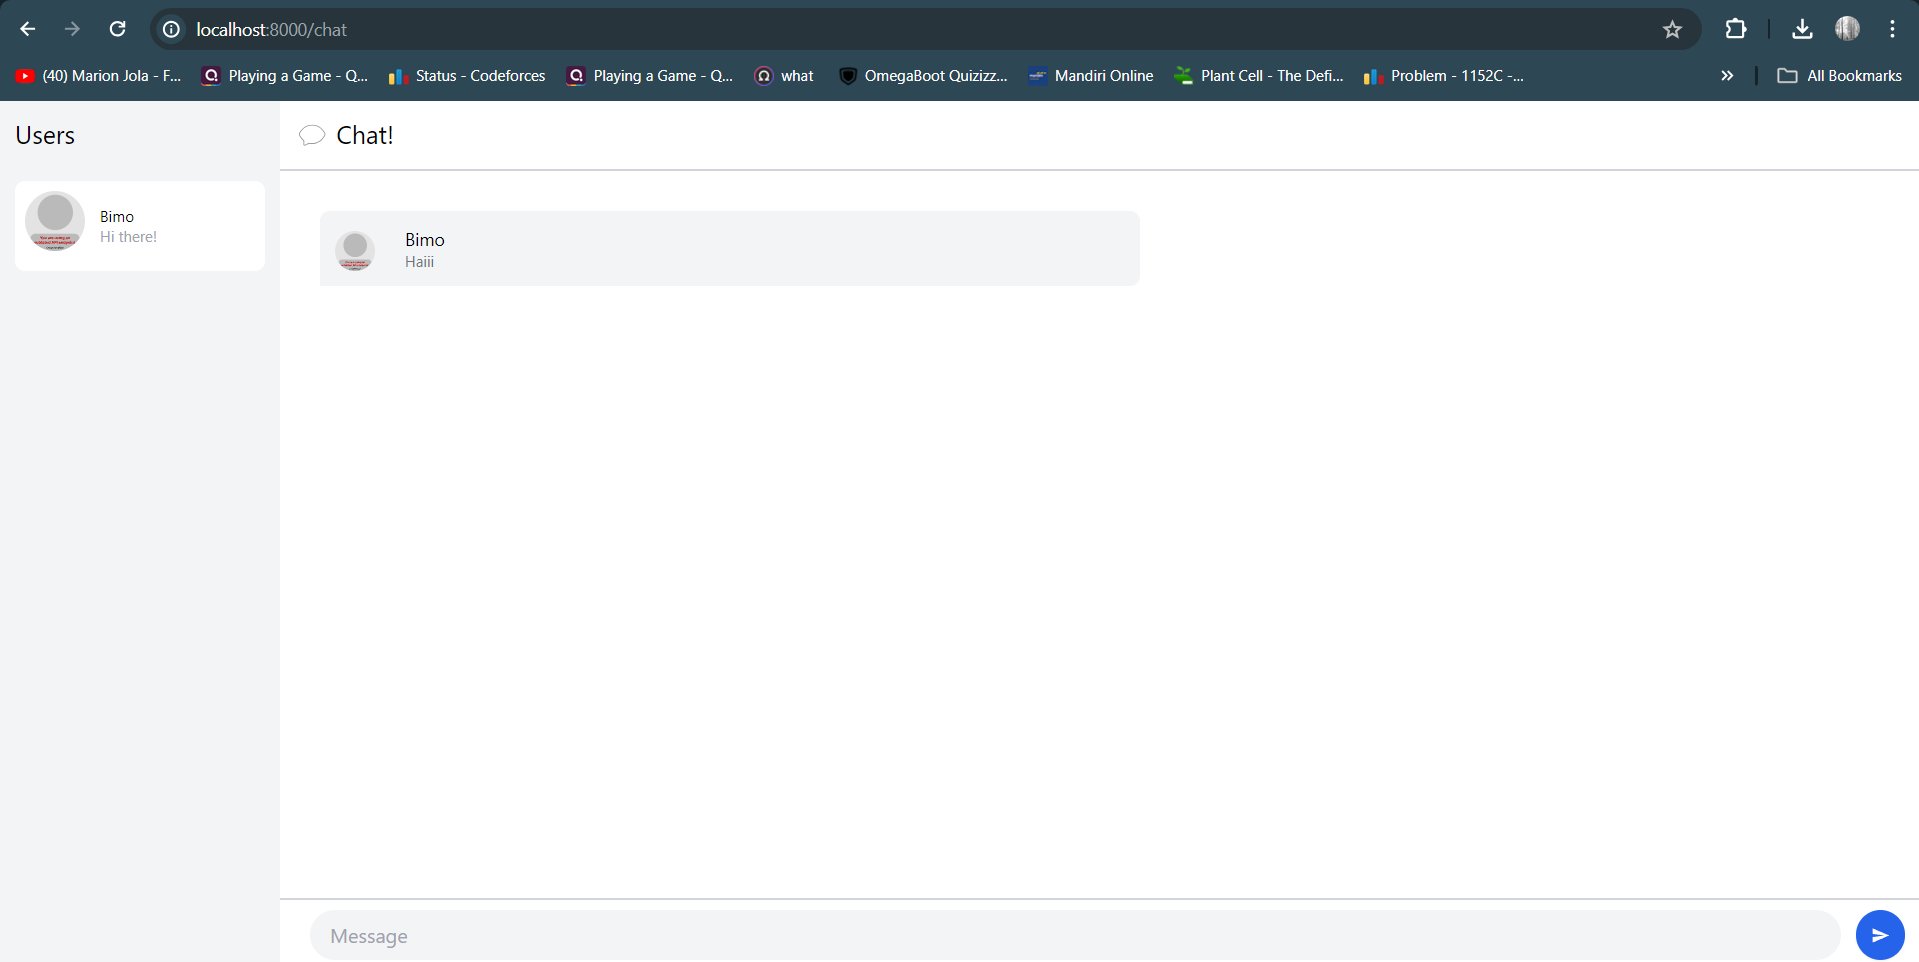 localhost:8000/chat
(40) Marion Jola - F...
Playing a Game - Q...
Status - Codeforces
Playing a Game - Q...
what
OmegaBoot Quizizz...
Mandiri Online
Plant Cell - The Defi...
Problem - 1152C -...
All Bookmarks
Users
Chat!
Bimo
Hi there!
Bimo
Haiii
Message